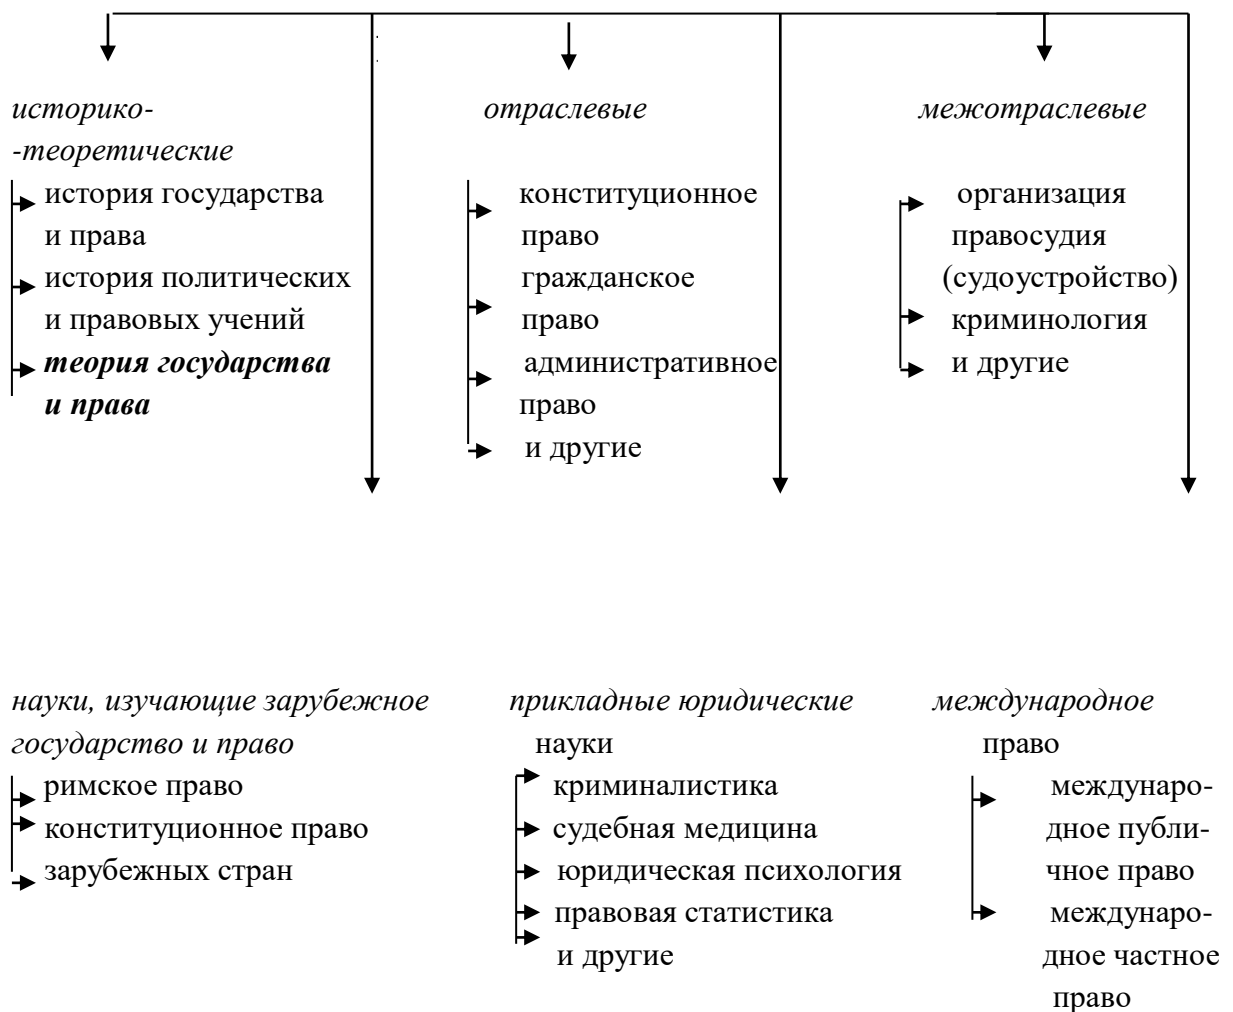 историко-
-теоретические
история государства
и права
история политических
и правовых учений
теория государства
и права
отраслевые
конституционное
право
гражданское
право
административное
право
и другие
межотраслевые
организация
правосудия
(судоустройство)
криминология
и другие
науки, изучающие зарубежное
государство и право
римское право
конституционное право
зарубежных стран
прикладные юридические
науки
криминалистика
судебная медицина
юридическая психология
правовая статистика
и другие
международное
право
междунаро-
дное публи-
чное право
междунаро-
дное частное
право